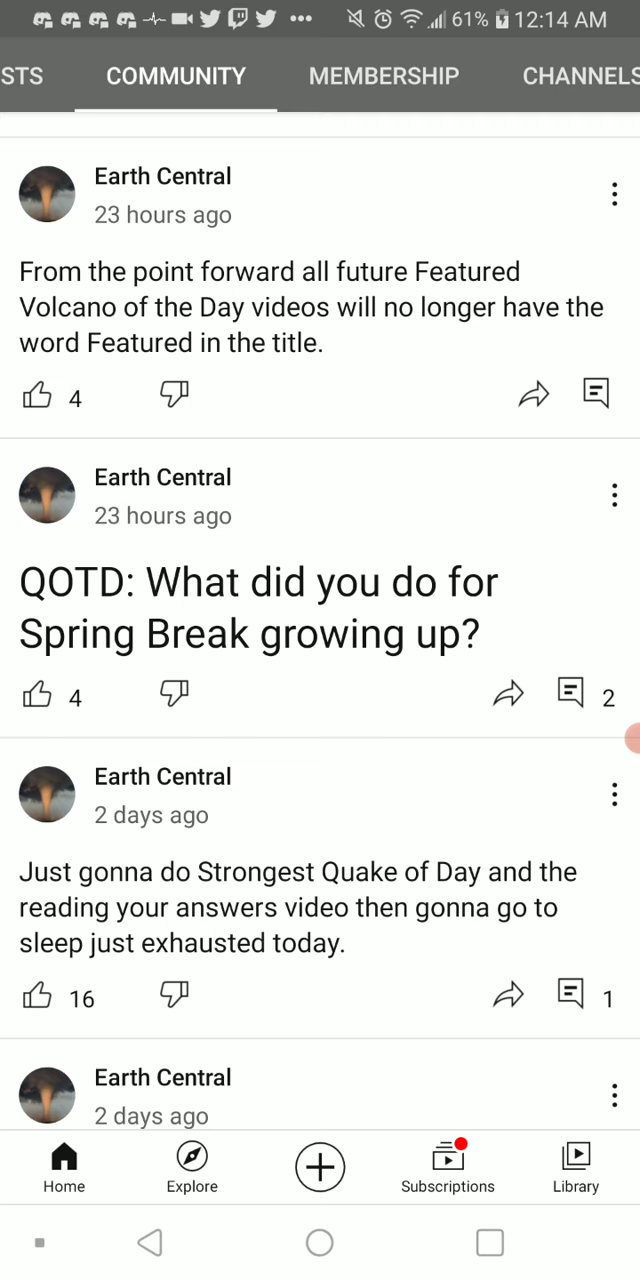 61% 12:14 AM
STS COMMUNITY MEMBERSHIP CHANNELS
Earth Central
23 hours ago
From the point forward all future Featured
Volcano of the Day videos will no longer have the
word Featured in the title.
4
Earth Central
23 hours ago
QOTD: What did you do for
Spring Break growing up?
4 2
Earth Central
2 days ago
Just gonna do Strongest Quake of Day and the
reading your answers video then gonna go to
sleep just exhausted today.
16 1
Earth Central
2 days ago
Home Explore Subscriptions Library